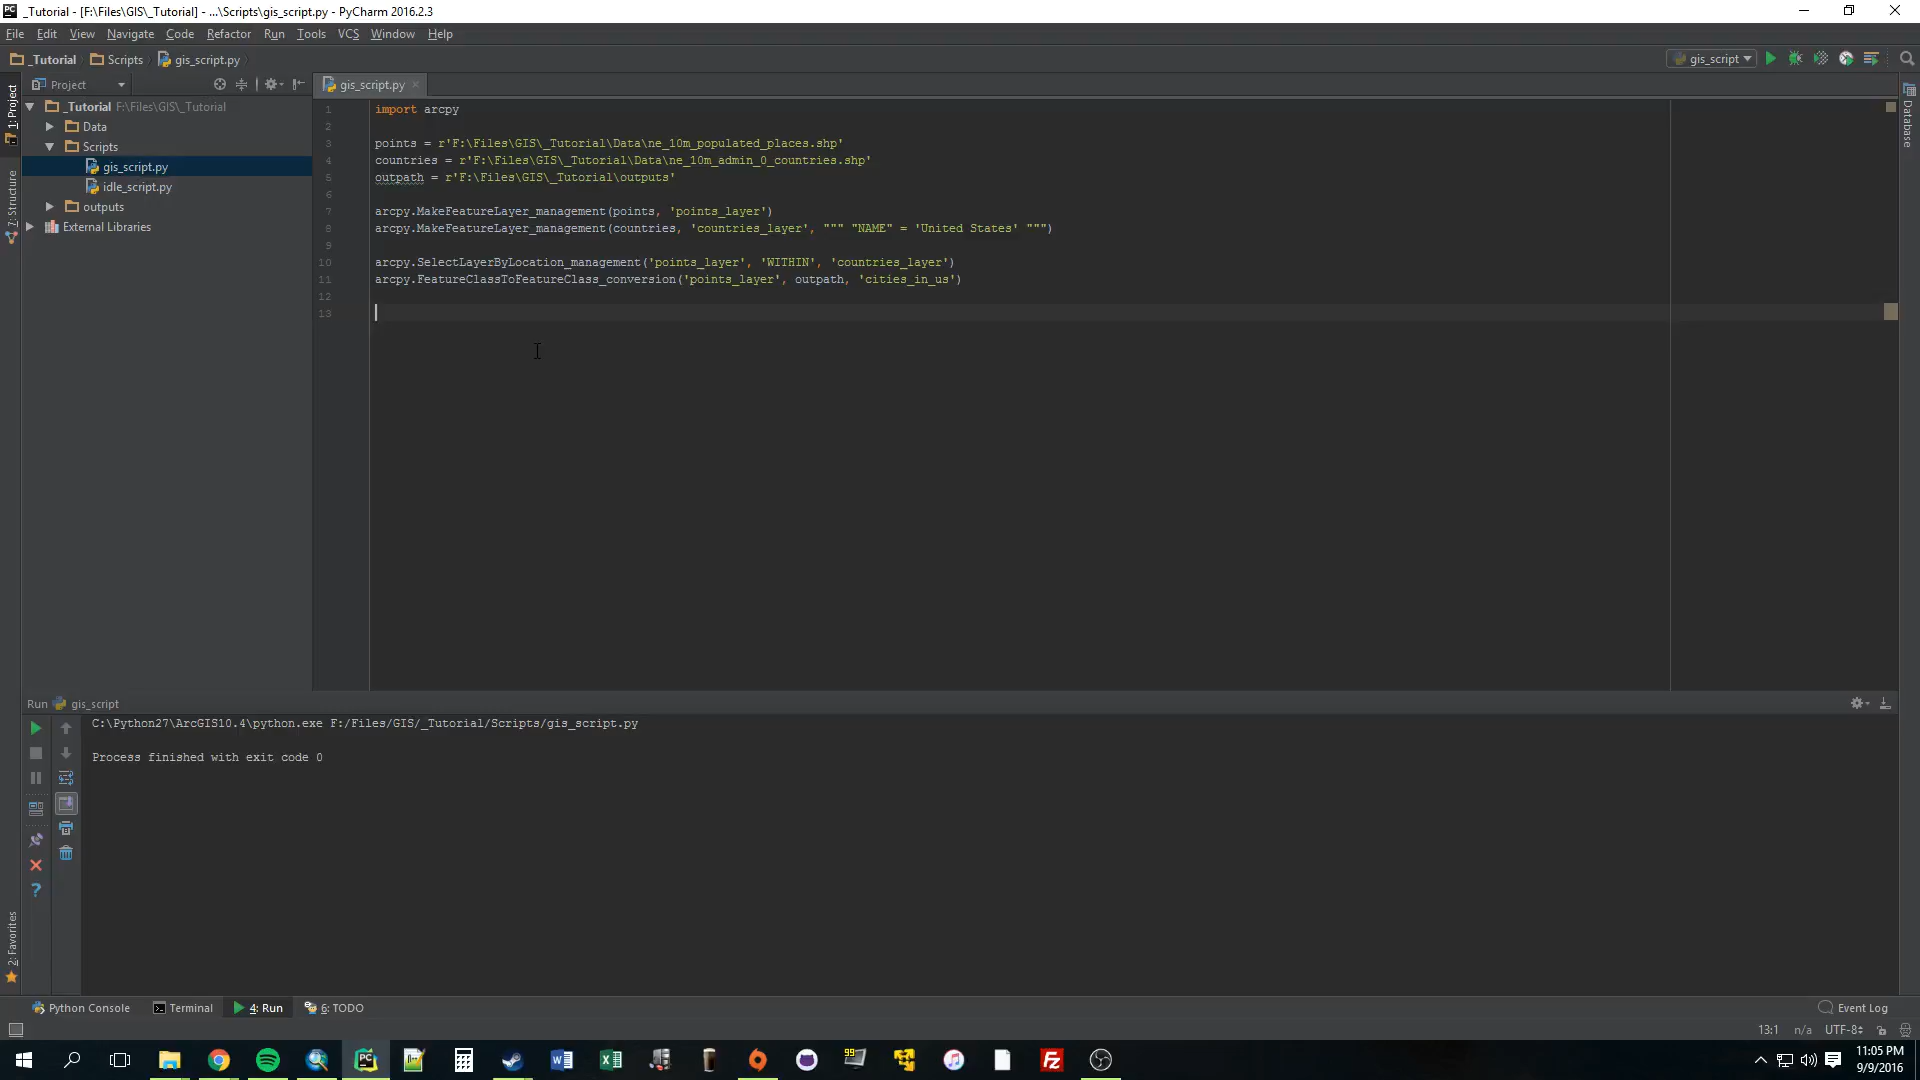 _Tutorial - [F:\Files\GIS\_Tutorial] - ...\Scripts\gis_script.py - PyCharm 2016.2.3
File Edit View Navigate Code Refactor Run Tools VCS Window Help
_Tutorial Scripts gis_script.py
gis_script
Project
gis_script.py
1: Project
7: Structure
2: Favorites
Database
_Tutorial F:\Files\GIS\_Tutorial
Data
Scripts
gis_script.py
idle_script.py
outputs
External Libraries
1 import arcpy
2
3 points = r'F:\Files\GIS\_Tutorial\Data\ne_10m_populated_places.shp'
4 countries = r'F:\Files\GIS\_Tutorial\Data\ne_10m_admin_0_countries.shp'
5 outpath = r'F:\Files\GIS\_Tutorial\outputs'
6
7 arcpy.MakeFeatureLayer_management(points, 'points_layer')
8 arcpy.MakeFeatureLayer_management(countries, 'countries_layer', """ "NAME" = 'United States' """)
9
10 arcpy.SelectLayerByLocation_management('points_layer', 'WITHIN', 'countries_layer')
11 arcpy.FeatureClassToFeatureClass_conversion('points_layer', outpath, 'cities_in_us')
12
13
Run gis_script
C:\Python27\ArcGIS10.4\python.exe F:/Files/GIS/_Tutorial/Scripts/gis_script.py
Process finished with exit code 0
Python Console Terminal 4: Run 6: TODO Event Log
13:1 n/a UTF-8
11:05 PM
9/9/2016